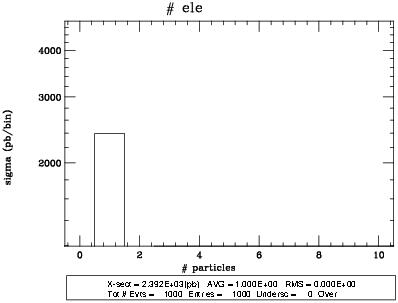 # ele
4000
3000
2000
sigma (pb/bin)
0 2 4 6 8 10
# particles
X-sect = 2.392E+03(pb) AVG = 1.000E+00 RMS = 0.000E+00
Tot # Evts = 1000 Entries = 1000 Undersc = 0 Over